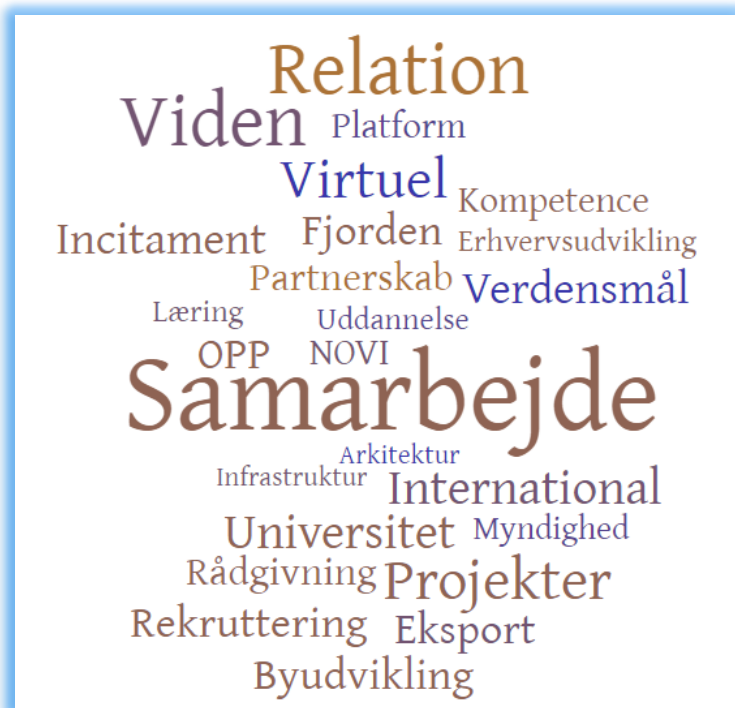 Relation
Viden
Platform
Virtuel
Kompetence
Incitament
Fjorden
Erhvervsudvikling
Partnerskab
Verdensmål
Læring
Uddannelse
OPP
NOVI
Samarbejde
Arkitektur
Infrastruktur
International
Universitet
Myndighed
Rådgivning
Projekter
Rekruttering
Eksport
Byudvikling